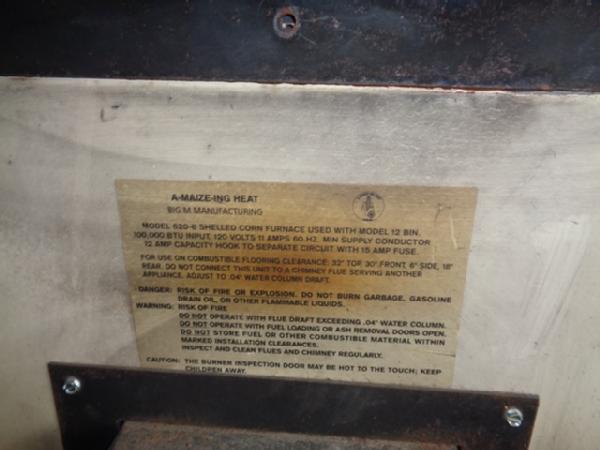 A-MAIZE-ING HEAT
BIG M MANUFACTURING
MODEL 620-6 SHELLED CORN FURNACE USED WITH MODEL 12 BIN.
100,000 BTU INPUT, 120 VOLTS 11 AMPS 60 HZ. MIN SUPPLY CONDUCTOR
12 AMP CAPACITY HOOK TO SEPARATE CIRCUIT WITH 15 AMP FUSE.
FOR USE ON COMBUSTIBLE FLOORING CLEARANCE: 32" TOP, 30" FRONT, 6" SIDE, 18"
REAR. DO NOT CONNECT THIS UNIT TO A CHIMNEY FLUE SERVING ANOTHER
APPLIANCE. ADJUST TO .04" WATER COLUMN DRAFT.
DANGER: RISK OF FIRE OR EXPLOSION. DO NOT BURN GARBAGE, GASOLINE
DRAIN OIL, OR OTHER FLAMMABLE LIQUIDS.
WARNING: RISK OF FIRE
DO NOT OPERATE WITH FLUE DRAFT EXCEEDING .04" WATER COLUMN.
DO NOT OPERATE WITH FUEL LOADING OR ASH REMOVAL DOORS OPEN.
DO NOT STORE FUEL OR OTHER COMBUSTIBLE MATERIAL WITHIN
MARKED INSTALLATION CLEARANCES.
INSPECT AND CLEAN FLUES AND CHIMNEY REGULARLY.
CAUTION: THE BURNER INSPECTION DOOR MAY BE HOT TO THE TOUCH; KEEP
CHILDREN AWAY.